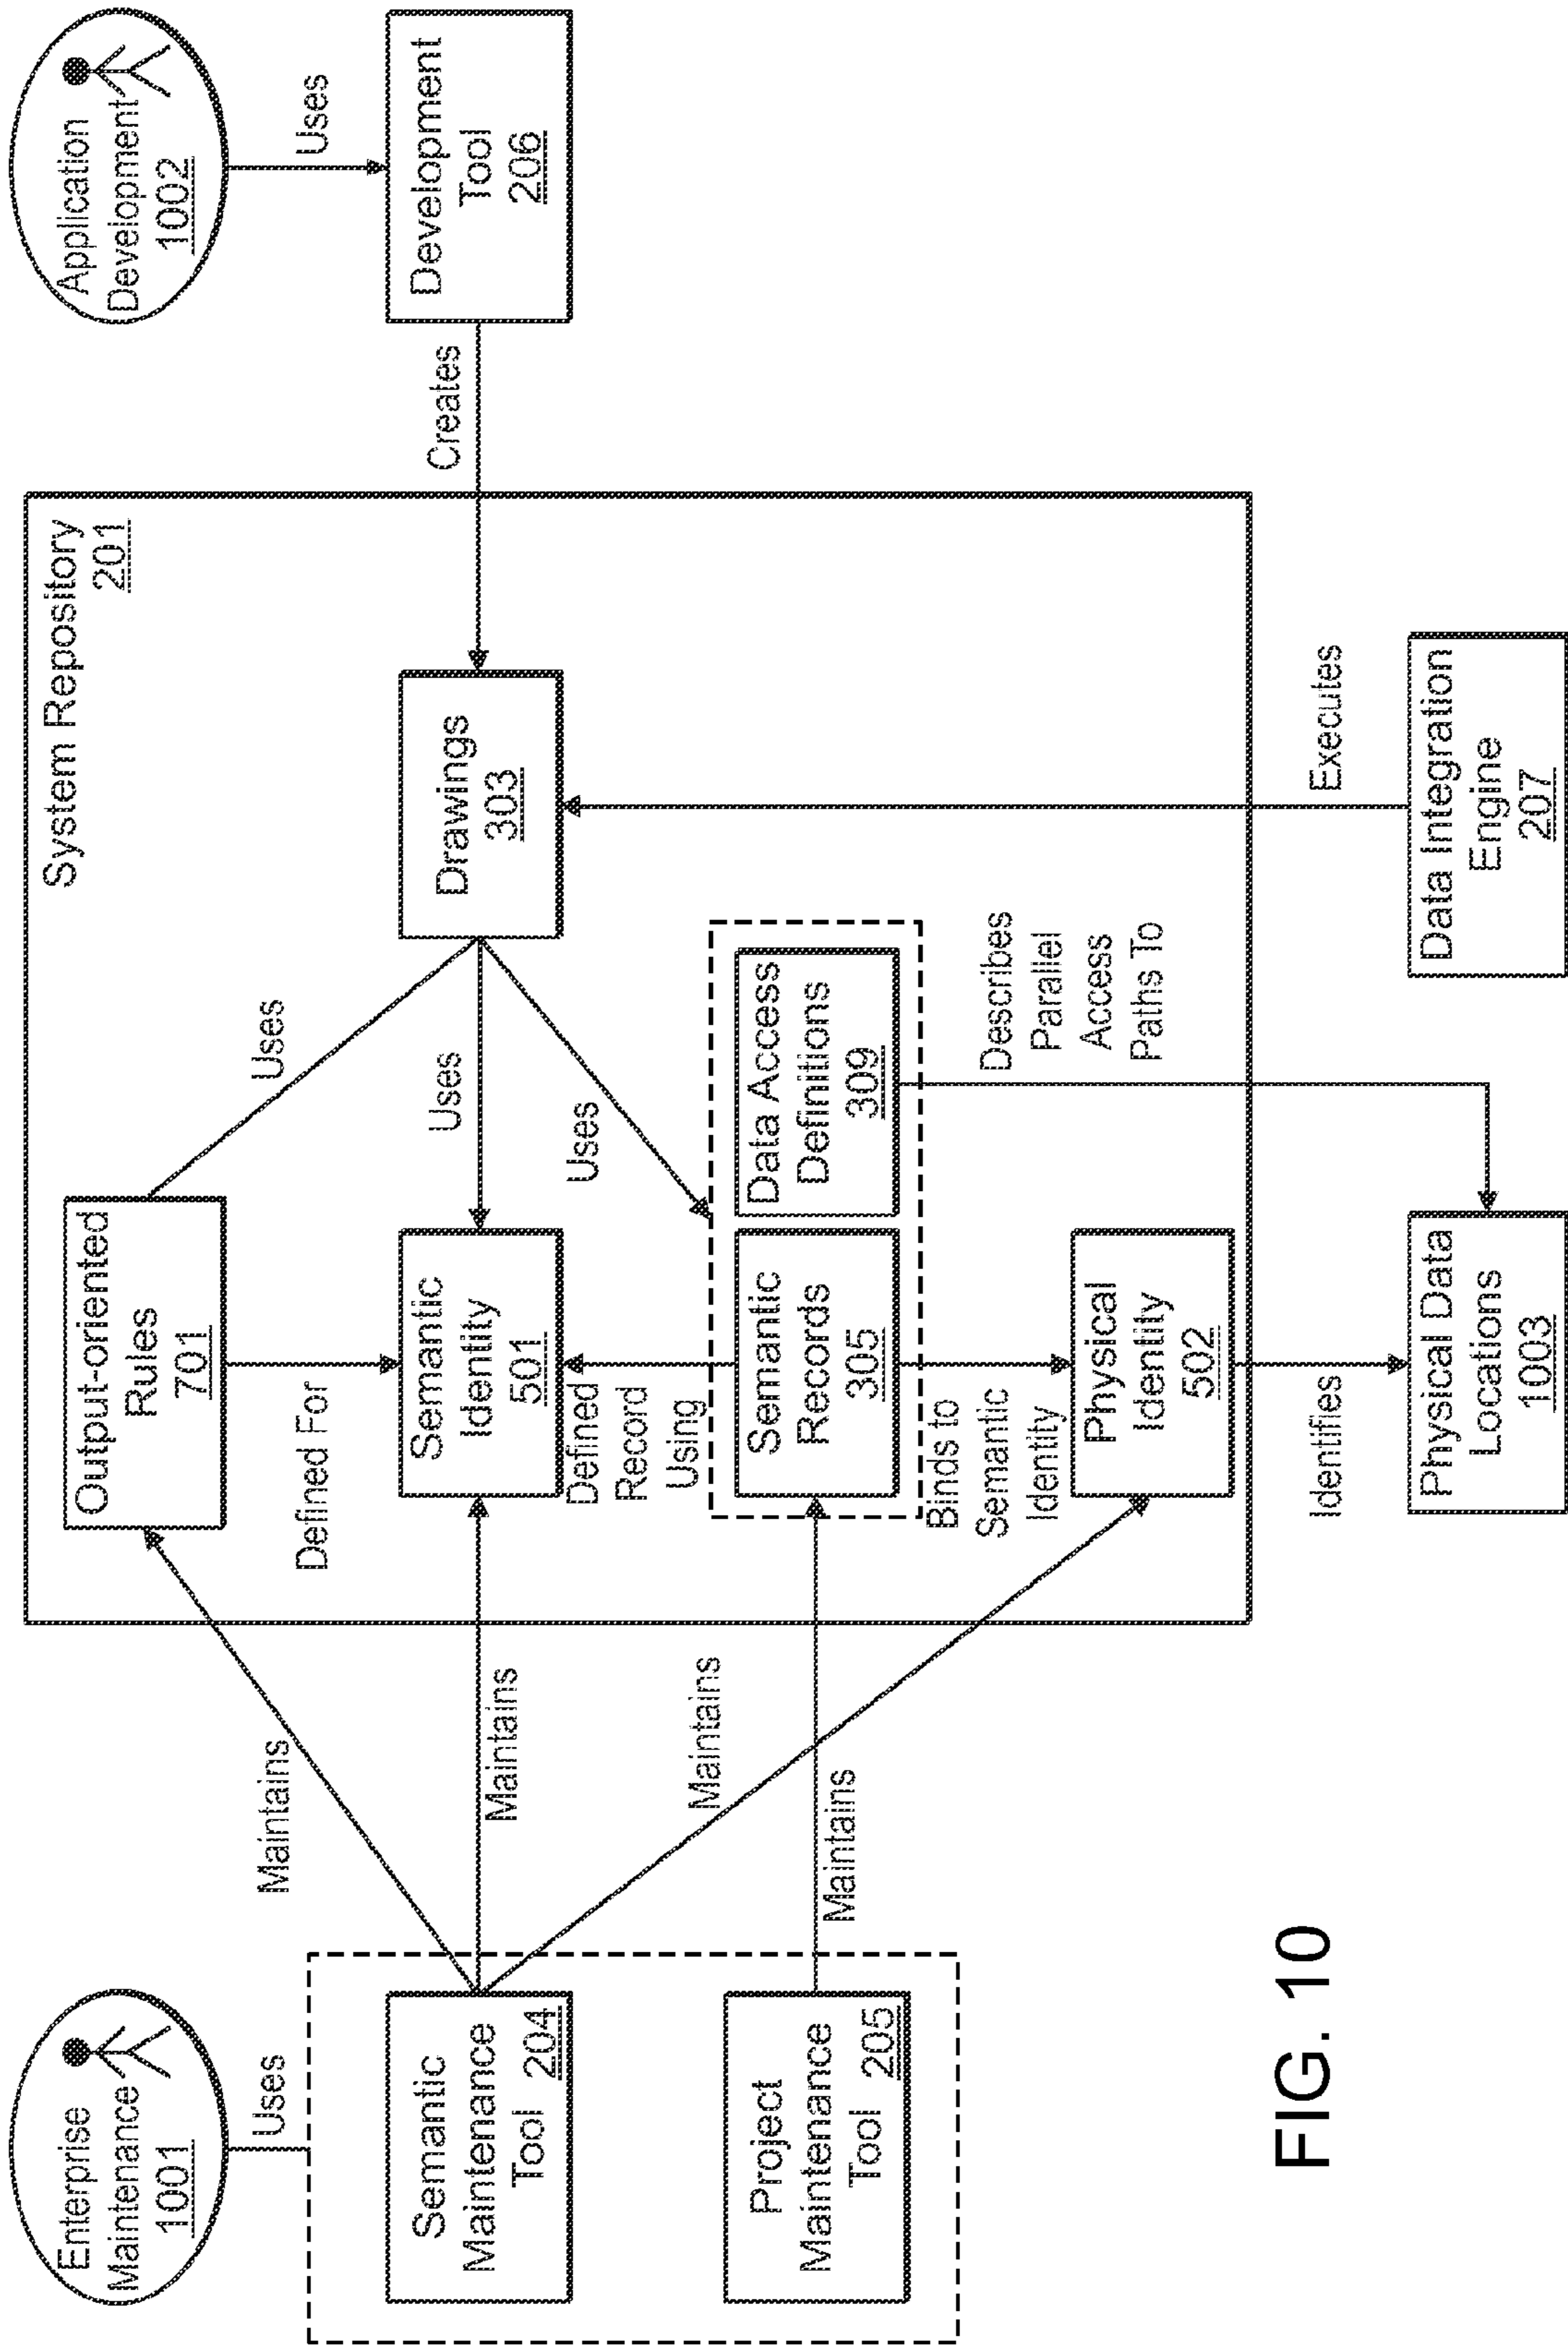 Enterprise
Maintenance
1001
Uses
Semantic
Maintenance
Tool 204
Project
Maintenance
Tool 205
Maintains
Maintains
Maintains
Maintains
System Repository
201
Output-oriented
Rules
701
Defined For
Semantic
Identity
501
Defined
Record
Using
Semantic
Records
305
Data Access
Definitions
309
Binds to
Semantic
Identity
Physical
Identity
502
Identifies
Physical Data
Locations
1003
Describes
Parallel
Access
Paths To
Uses
Uses
Uses
Drawings
303
Executes
Data Integration
Engine
207
Creates
Application
Development
1002
Uses
Development
Tool
206
FIG. 10